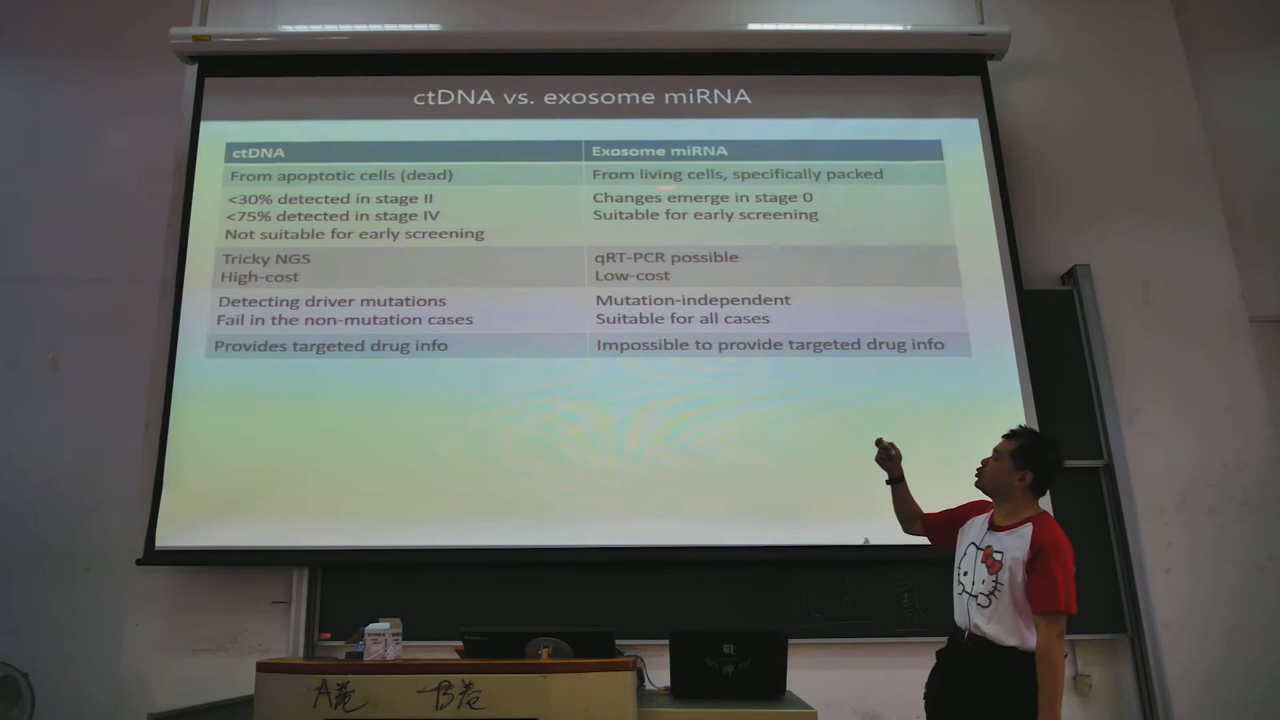 ctDNA vs. exosome miRNA
ctDNA
Exosome miRNA
From apoptotic cells (dead)
From living cells, specifically packed
<30% detected in stage II
<75% detected in stage IV
Not suitable for early screening
Changes emerge in stage 0
Suitable for early screening
Tricky NGS
High-cost
qRT-PCR possible
Low-cost
Detecting driver mutations
Fail in the non-mutation cases
Mutation-independent
Suitable for all cases
Provides targeted drug info
Impossible to provide targeted drug info
战
神
A卷 B卷